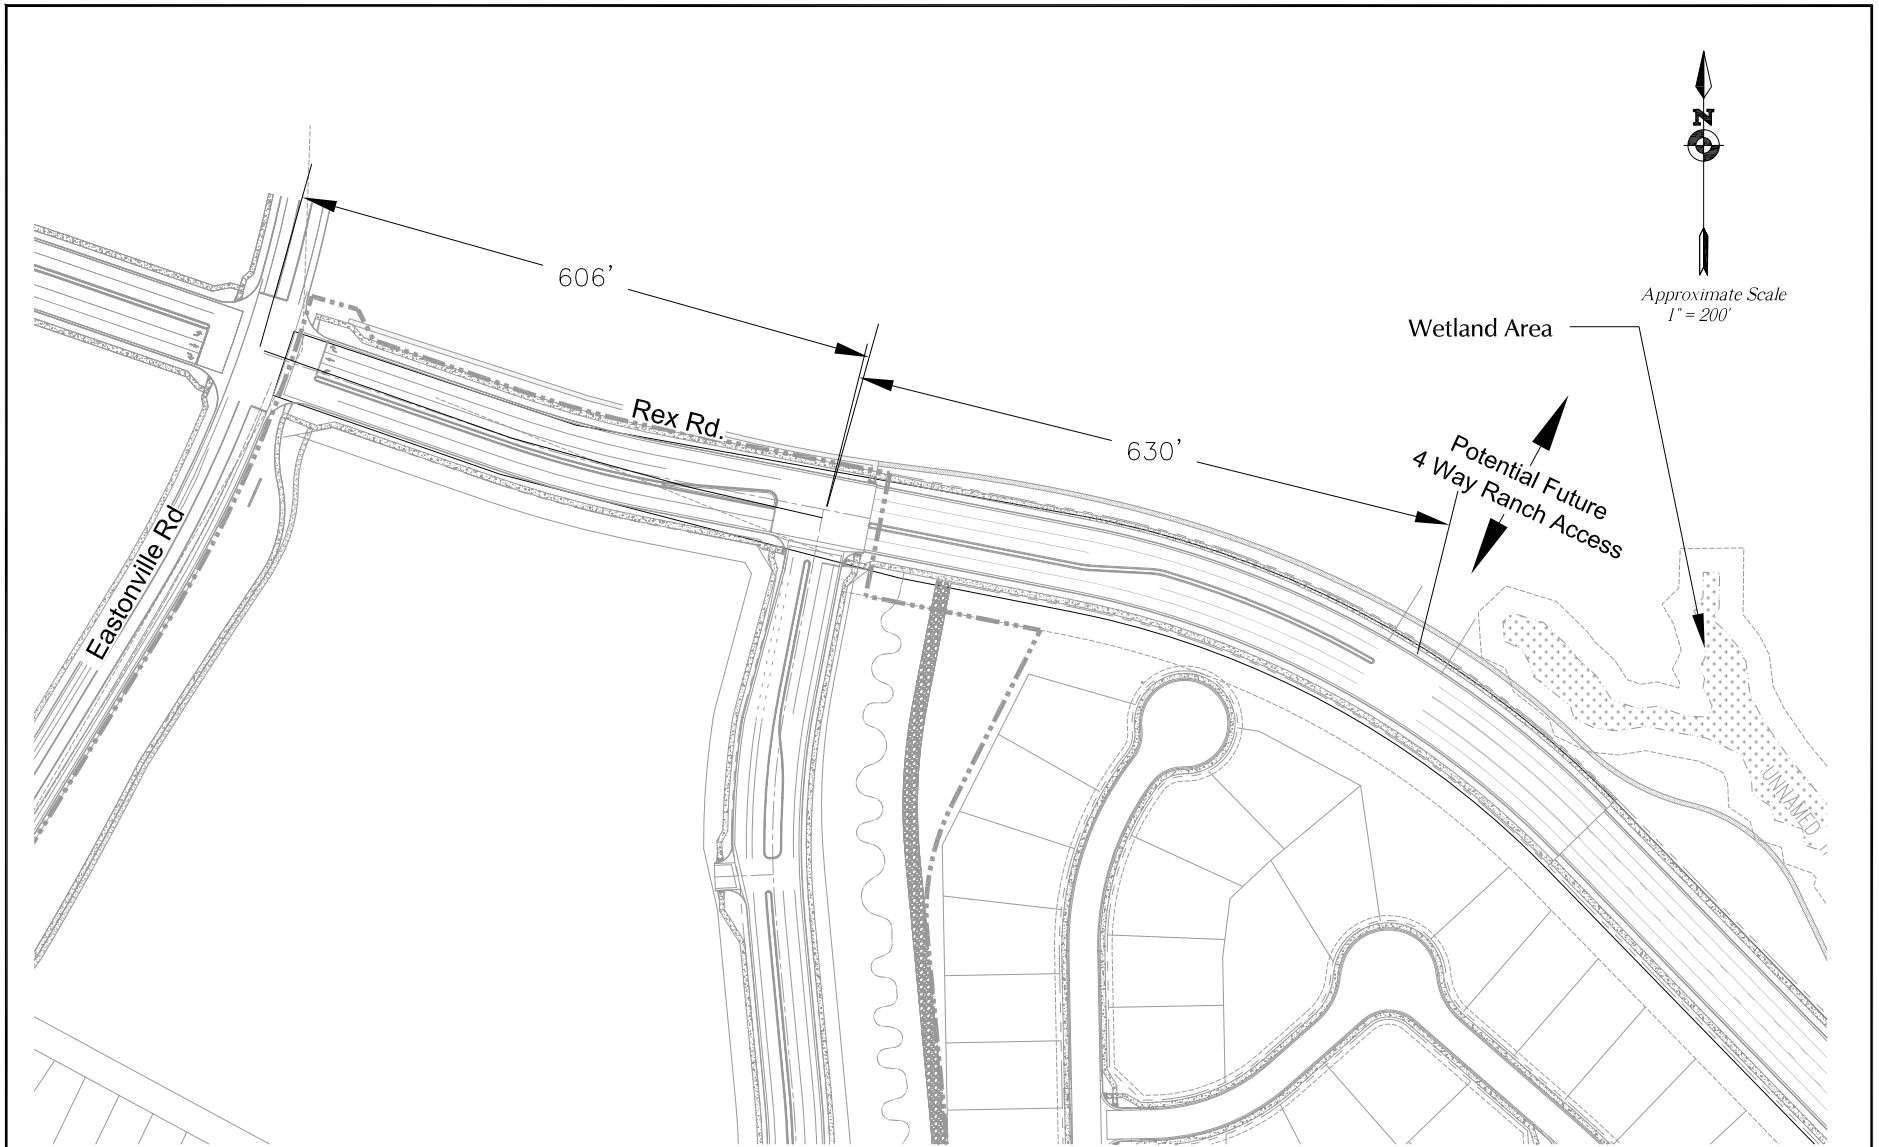 N
Approximate Scale
1" = 200'
606'
Wetland Area
Rex Rd.
630'
Potential Future
4 Way Ranch Access
Eastonville Rd
UNNAMED